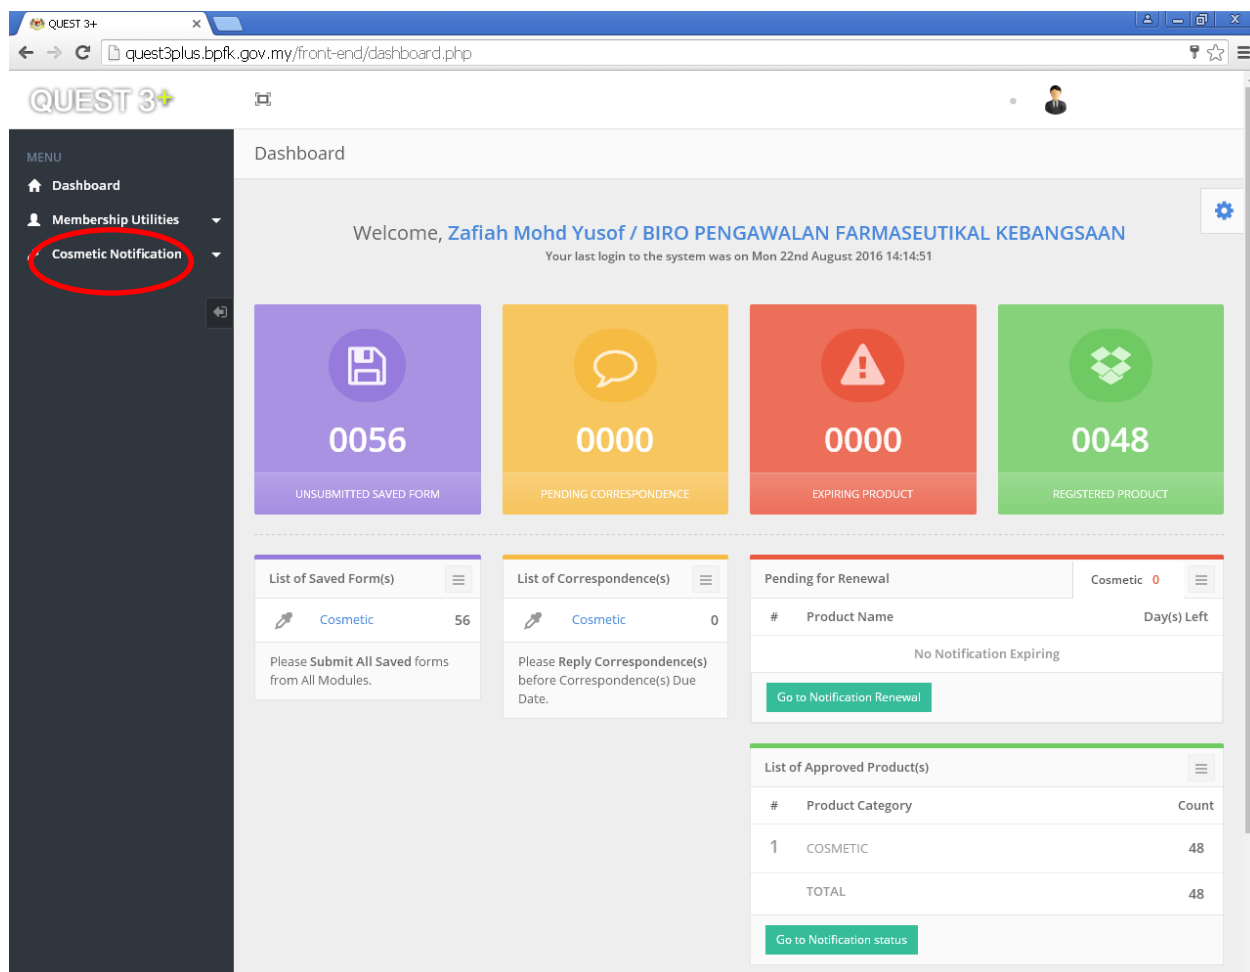 QUEST 3+
quest3plus.bpfk.gov.my/front-end/dashboard.php
QUEST 3+
MENU
Dashboard
Membership Utilities
Cosmetic Notification
Dashboard
Welcome, Zafiah Mohd Yusof / BIRO PENGAWALAN FARMASEUTIKAL KEBANGSAAN
Your last login to the system was on Mon 22nd August 2016 14:14:51
0056
UNSUBMITTED SAVED FORM
0000
PENDING CORRESPONDENCE
0000
EXPIRING PRODUCT
0048
REGISTERED PRODUCT
List of Saved Form(s)
Cosmetic 56
Please Submit All Saved forms
from All Modules.
List of Correspondence(s)
Cosmetic 0
Please Reply Correspondence(s)
before Correspondence(s) Due
Date.
Pending for Renewal Cosmetic 0
# Product Name Day(s) Left
No Notification Expiring
Go to Notification Renewal
List of Approved Product(s)
# Product Category Count
1 COSMETIC 48
TOTAL 48
Go to Notification status